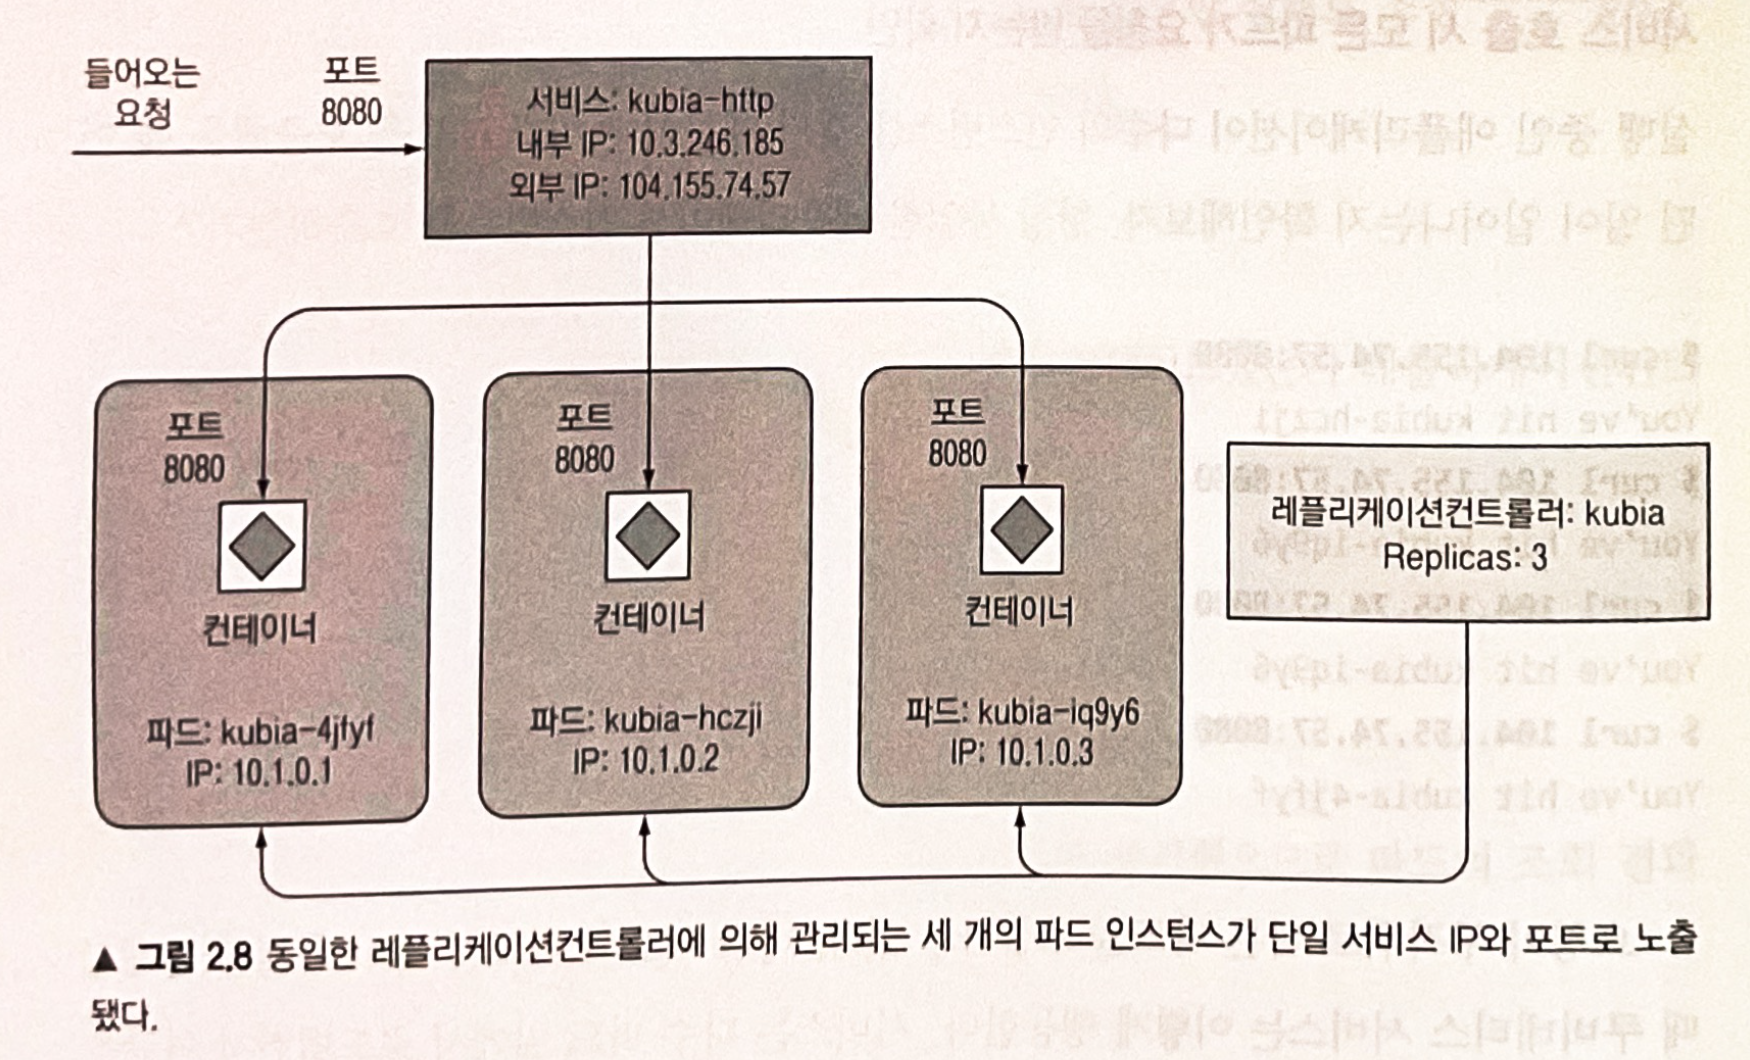 들어오는
요청
포트
8080
서비스: kubia-http
내부 IP: 10.3.246.185
외부 IP: 104.155.74.57
포트
8080
컨테이너
파드: kubia-4jfyf
IP: 10.1.0.1
포트
8080
컨테이너
파드: kubia-hczji
IP: 10.1.0.2
포트
8080
컨테이너
파드: kubia-iq9y6
IP: 10.1.0.3
레플리케이션컨트롤러: kubia
Replicas: 3
▲ 그림 2.8 동일한 레플리케이션컨트롤러에 의해 관리되는 세 개의 파드 인스턴스가 단일 서비스 IP와 포트로 노출
됐다.